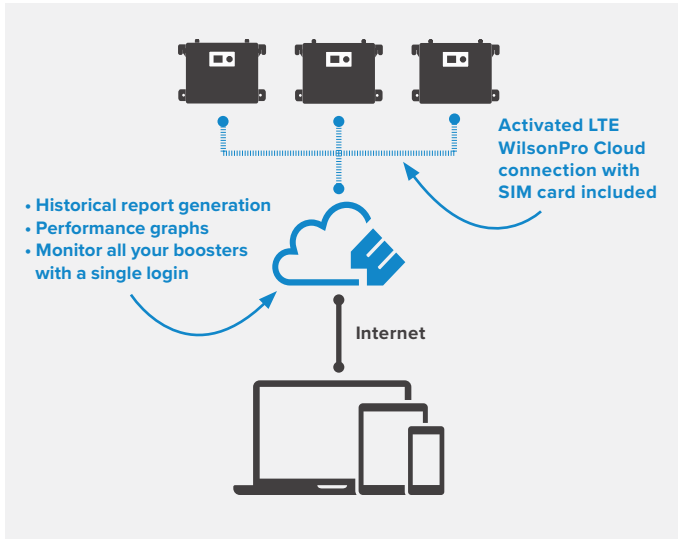 Activated LTE
WilsonPro Cloud
connection with
SIM card included
• Historical report generation
• Performance graphs
• Monitor all your boosters
with a single login
Internet